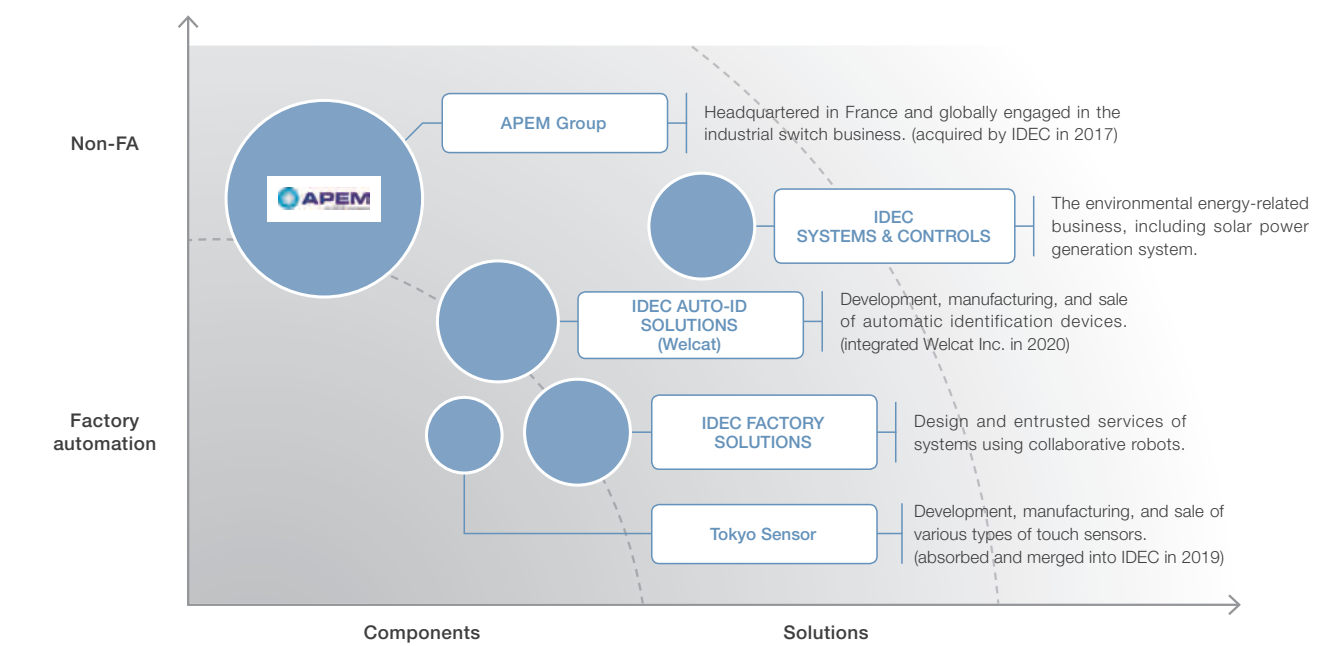 Non-FA
APEM
APEM Group
Headquartered in France and globally engaged in the
industrial switch business. (acquired by IDEC in 2017)
IDEC
SYSTEMS & CONTROLS
The environmental energy-related
business, including solar power
generation system.
IDEC AUTO-ID
SOLUTIONS
(Welcat)
Development, manufacturing, and sale
of automatic identification devices.
(integrated Welcat Inc. in 2020)
Factory
automation
IDEC FACTORY
SOLUTIONS
Design and entrusted services of
systems using collaborative robots.
Tokyo Sensor
Development, manufacturing, and sale of
various types of touch sensors.
(absorbed and merged into IDEC in 2019)
Components
Solutions